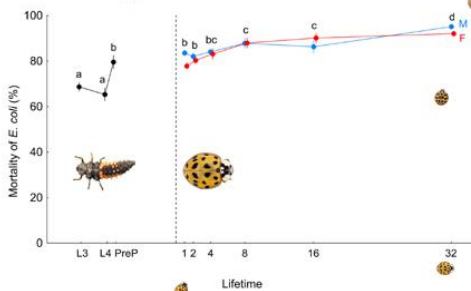 Mortality of E. coli (%)
100
80
60
40
20
0
a
a
b
b
b
bc
c
c
d
M
F
L3 L4 PreP 1 2 4 8 16 32
Lifetime